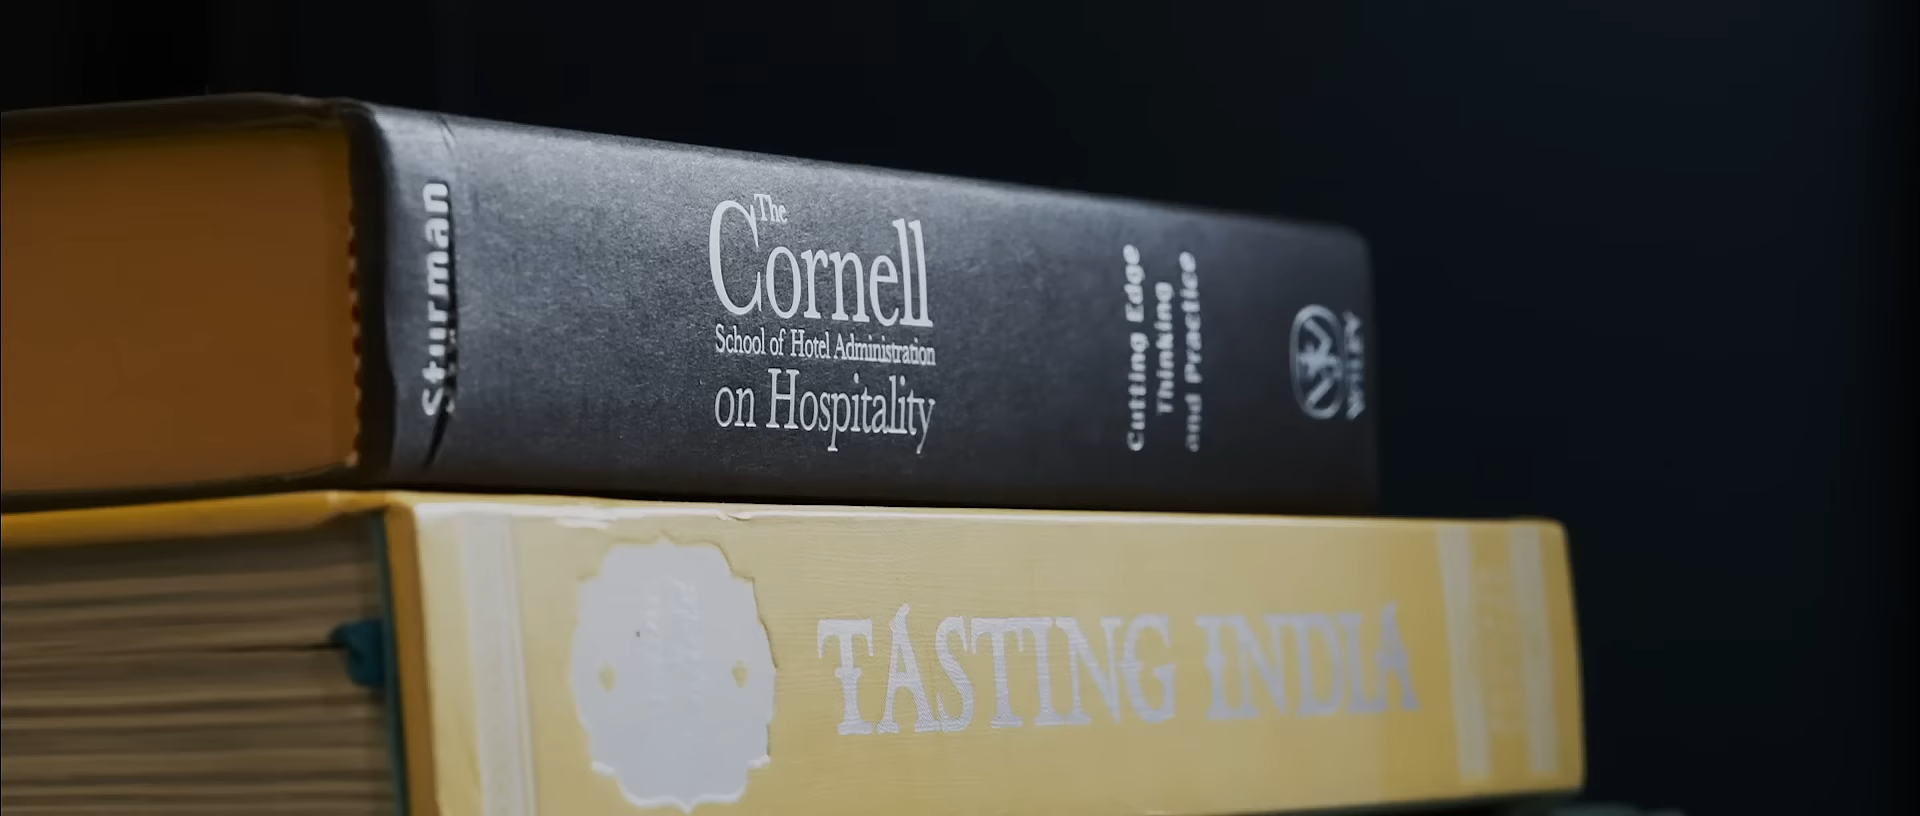 Sturman
The
Cornell
School of Hotel Administration
on Hospitality
Cutting Edge
Thinking
and Practice
WILEY
TASTING INDIA